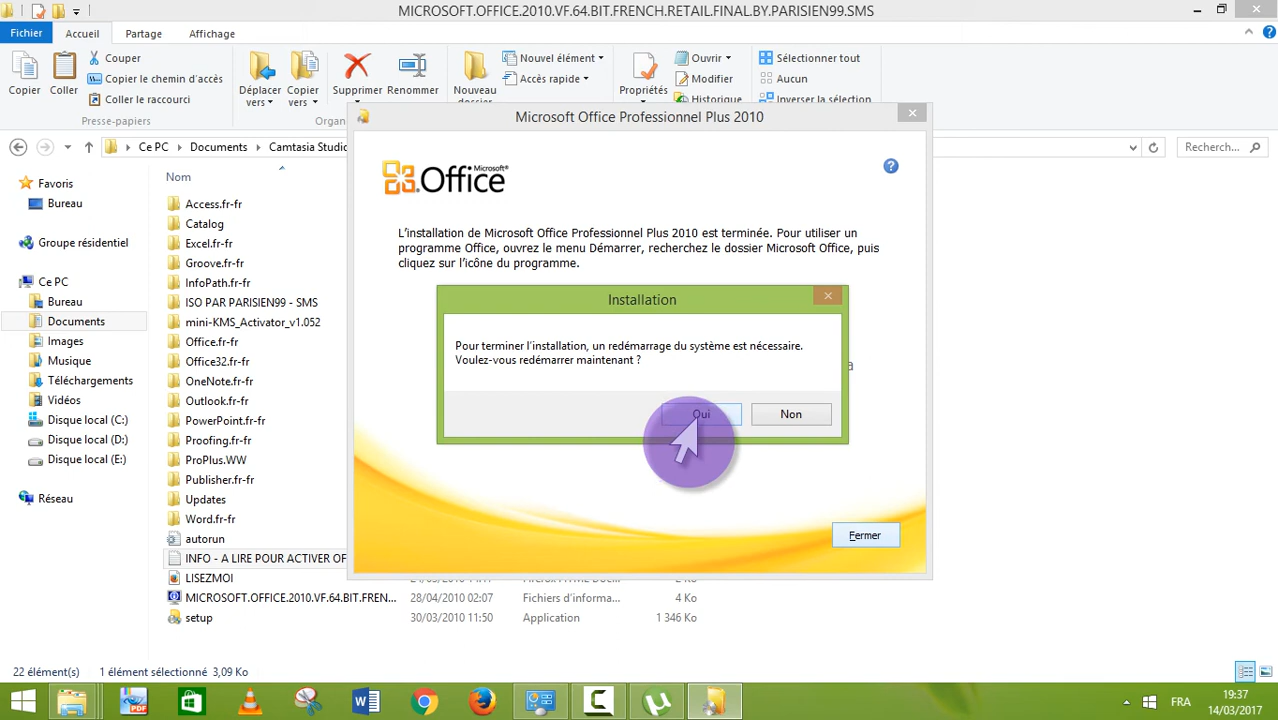 MICROSOFT.OFFICE.2010.VF.64.BIT.FRENCH.RETAIL.FINAL.BY.PARISIEN99.SMS
Fichier Accueil Partage Affichage
Copier
Coller
Couper
Copier le chemin d'accès
Coller le raccourci
Presse-papiers
Déplacer vers
Copier vers
Supprimer
Renommer
Organ
Nouveau dossier
Nouvel élément
Accès rapide
Propriétés
Ouvrir
Modifier
Historique
Sélectionner tout
Aucun
Inverser la sélection
Ce PC Documents Camtasia Studio
Recherch...
Favoris
Bureau
Groupe résidentiel
Ce PC
Bureau
Documents
Images
Musique
Téléchargements
Vidéos
Disque local (C:)
Disque local (D:)
Disque local (E:)
Réseau
Nom
Access.fr-fr
Catalog
Excel.fr-fr
Groove.fr-fr
InfoPath.fr-fr
ISO PAR PARISIEN99 - SMS
mini-KMS_Activator_v1.052
Office.fr-fr
Office32.fr-fr
OneNote.fr-fr
Outlook.fr-fr
PowerPoint.fr-fr
Proofing.fr-fr
ProPlus.WW
Publisher.fr-fr
Updates
Word.fr-fr
autorun
INFO - A LIRE POUR ACTIVER OF
LISEZMOI
MICROSOFT.OFFICE.2010.VF.64.BIT.FREN... 28/04/2010 02:07 Fichiers d'informa... 4 Ko
setup 30/03/2010 11:50 Application 1 346 Ko
Microsoft Office Professionnel Plus 2010
Microsoft®
Office
L'installation de Microsoft Office Professionnel Plus 2010 est terminée. Pour utiliser un
programme Office, ouvrez le menu Démarrer, recherchez le dossier Microsoft Office, puis
cliquez sur l'icône du programme.
Installation
Pour terminer l'installation, un redémarrage du système est nécessaire.
Voulez-vous redémarrer maintenant ?
Oui Non
Fermer
22 élément(s) 1 élément sélectionné 3,09 Ko
FRA
19:37
14/03/2017